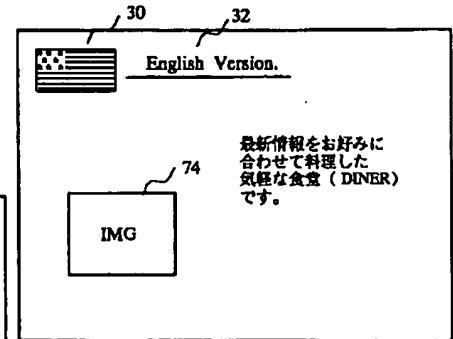 30
32
English Version.
最新情報をお好みに
合わせて料理した
気軽な食堂（ DINER）
です。
74
IMG